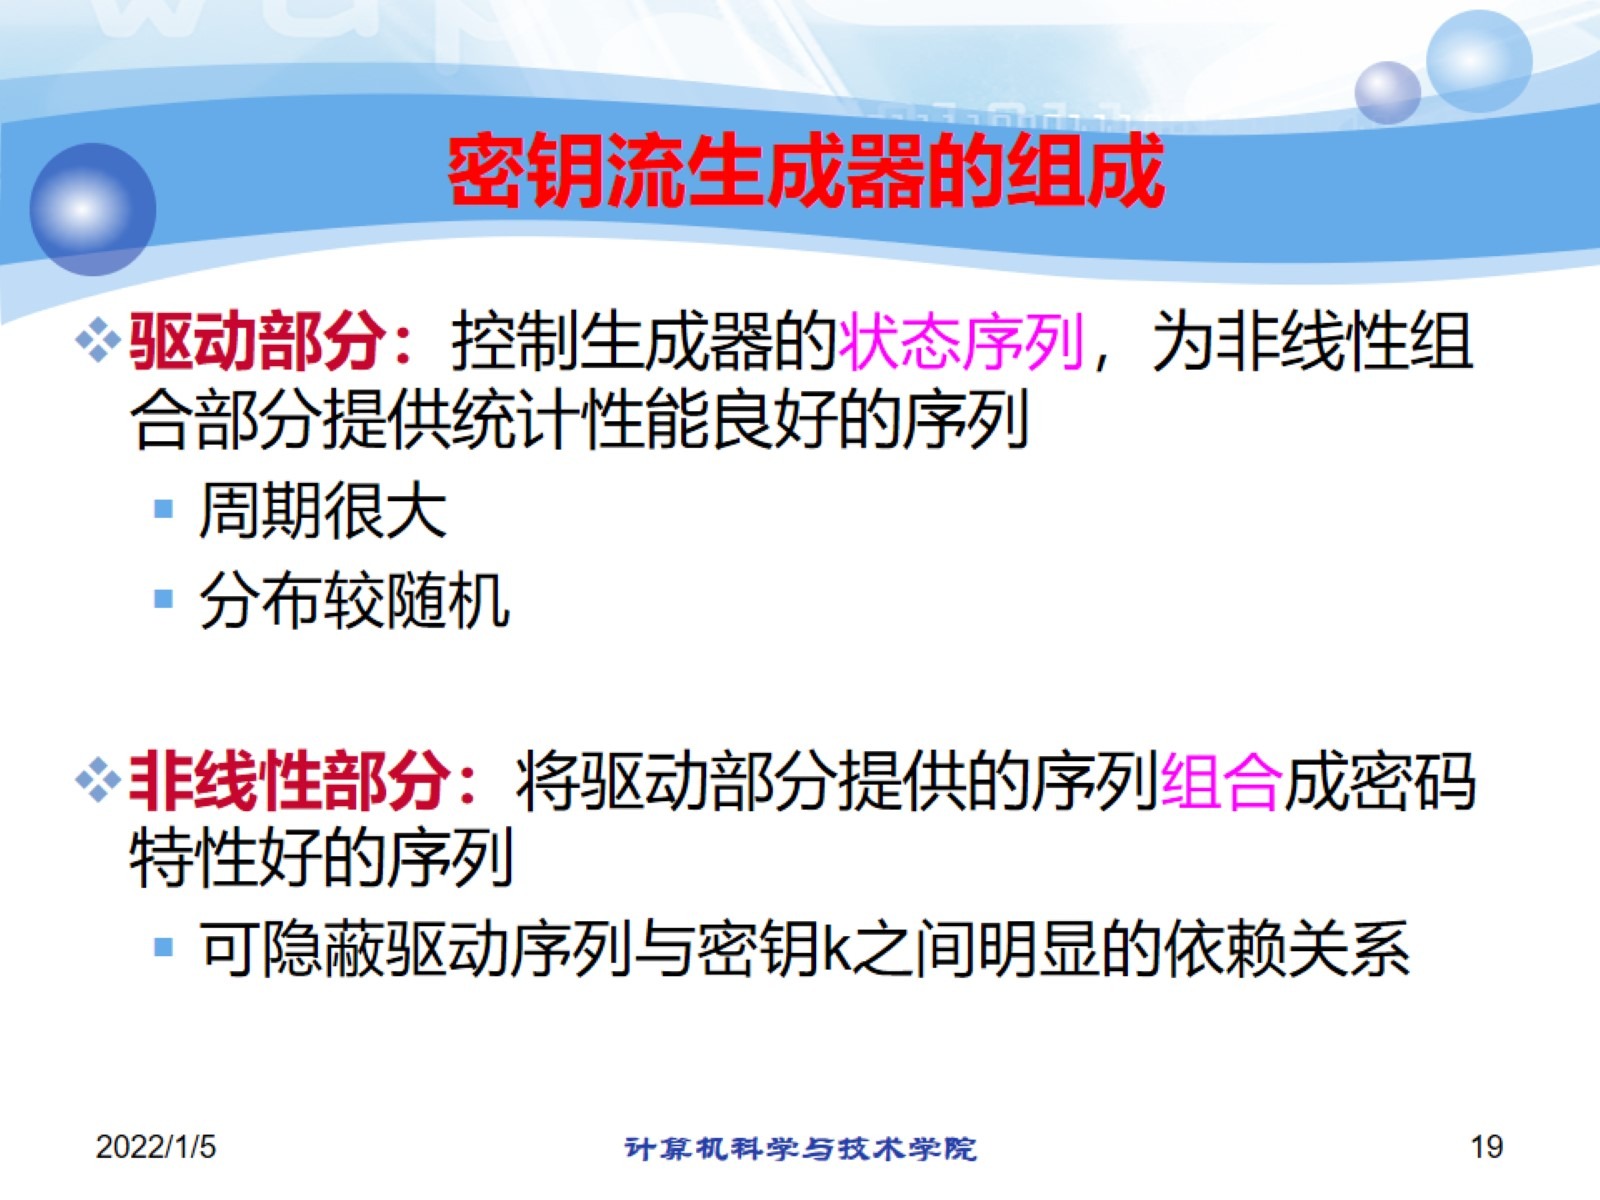 密钥流生成器的组成
驱动部分：控制生成器的状态序列，为非线性组
合部分提供统计性能良好的序列
周期很大
分布较随机
非线性部分：将驱动部分提供的序列组合成密码
特性好的序列
可隐蔽驱动序列与密钥k之间明显的依赖关系
2022/1/5
计算机科学与技术学院
19